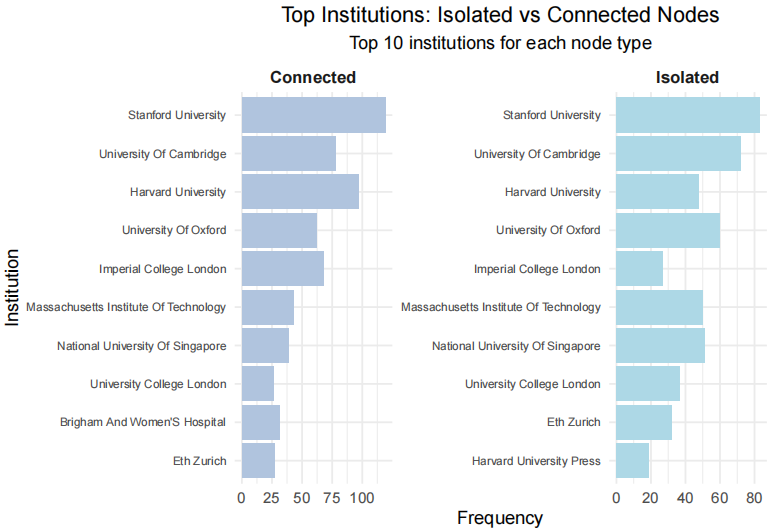 Top Institutions: Isolated vs Connected Nodes
Top 10 institutions for each node type
Connected
Isolated
Institution
Stanford University
University Of Cambridge
Harvard University
University Of Oxford
Imperial College London
Massachusetts Institute Of Technology
National University Of Singapore
University College London
Brigham And Women'S Hospital
Eth Zurich
0 25 50 75 100
Stanford University
University Of Cambridge
Harvard University
University Of Oxford
Imperial College London
Massachusetts Institute Of Technology
National University Of Singapore
University College London
Eth Zurich
Harvard University Press
0 20 40 60 80
Frequency